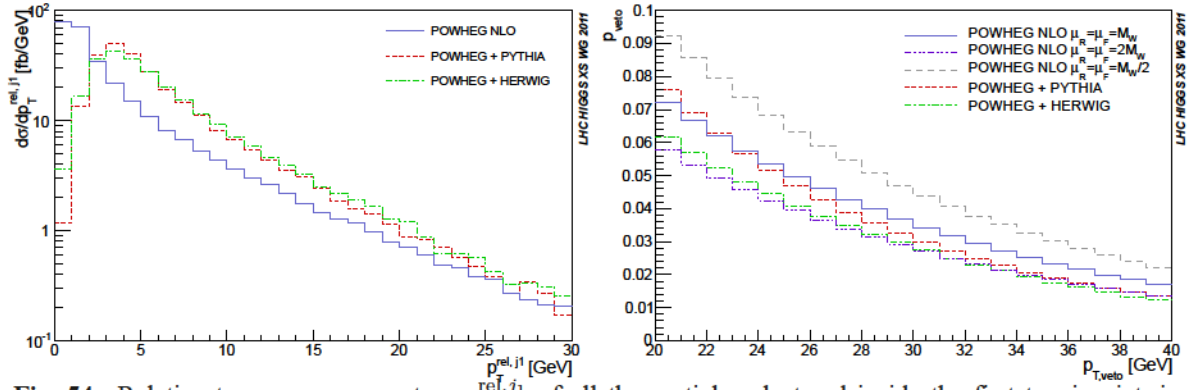 dσ/dp_T^{rel, j1} [fb/GeV]
10^2
10
1
10^-1
0 5 10 15 20 25 30
p_T^{rel, j1} [GeV]
POWHEG NLO
POWHEG + PYTHIA
POWHEG + HERWIG
LHC HIGGS XS WG 2011
p_veto
0.1
0.09
0.08
0.07
0.06
0.05
0.04
0.03
0.02
0.01
0
20 22 24 26 28 30 32 34 36 38 40
p_{T,veto} [GeV]
POWHEG NLO μ_R=μ_F=M_W
POWHEG NLO μ_R=μ_F=2M_W
POWHEG NLO μ_R=μ_F=M_W/2
POWHEG + PYTHIA
POWHEG + HERWIG
LHC HIGGS XS WG 2011